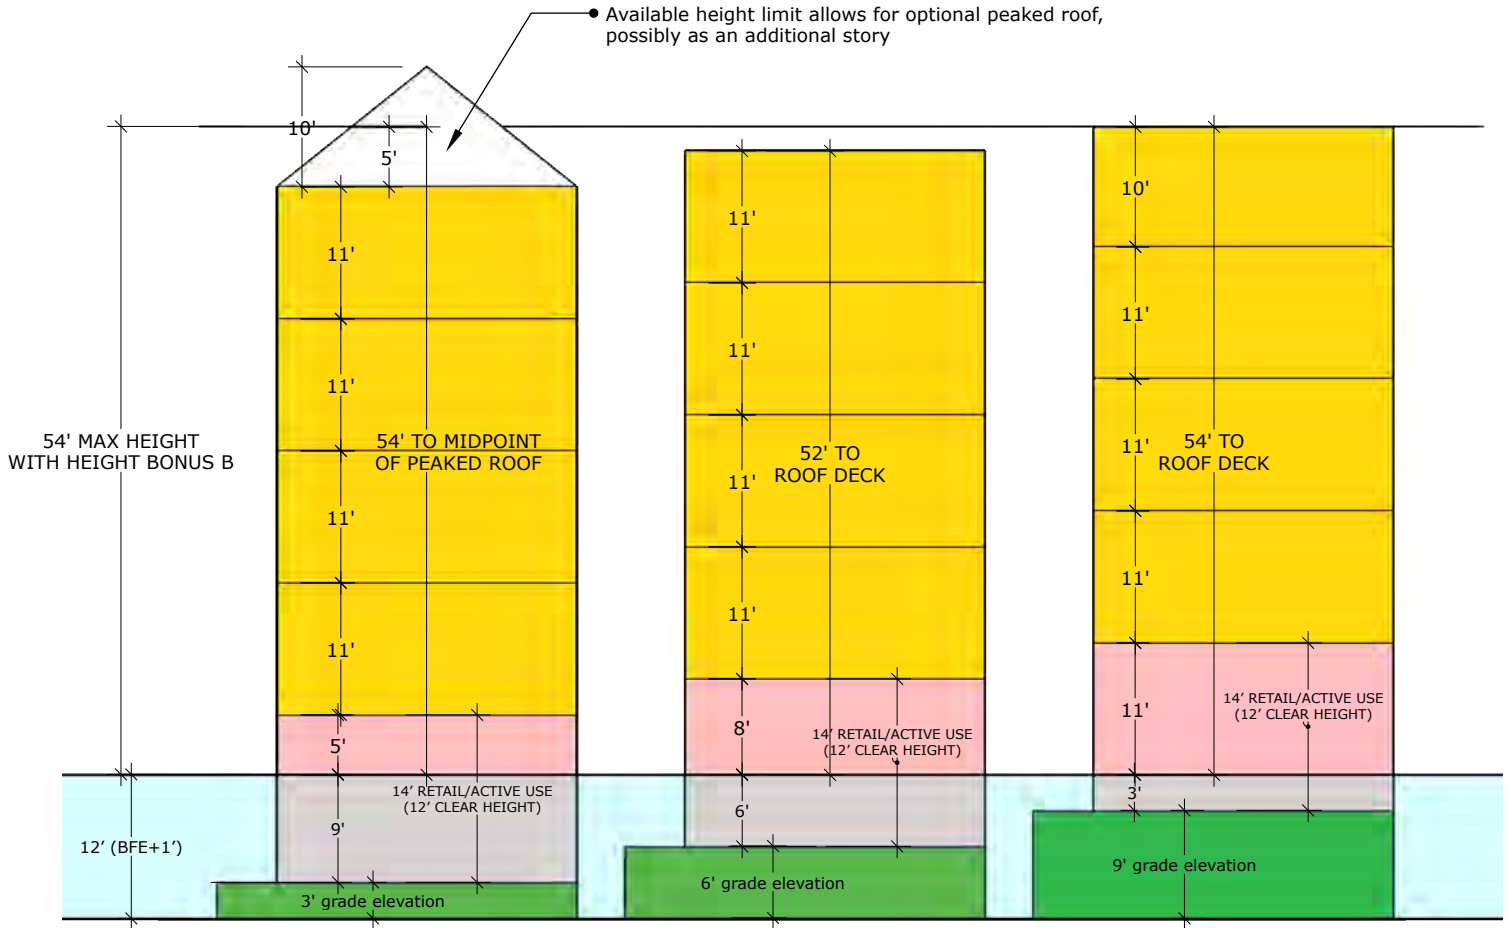 Available height limit allows for optional peaked roof,
possibly as an additional story
10'
5'
11'
11'
11'
11'
5'
9'
54' MAX HEIGHT
WITH HEIGHT BONUS B
54' TO MIDPOINT
OF PEAKED ROOF
14’ RETAIL/ACTIVE USE
(12’ CLEAR HEIGHT)
12’ (BFE+1’)
3' grade elevation
11'
11'
11'
11'
8'
6'
52' TO
ROOF DECK
14’ RETAIL/ACTIVE USE
(12’ CLEAR HEIGHT)
6' grade elevation
10'
11'
11'
11'
11'
3'
54' TO
ROOF DECK
14’ RETAIL/ACTIVE USE
(12’ CLEAR HEIGHT)
9' grade elevation